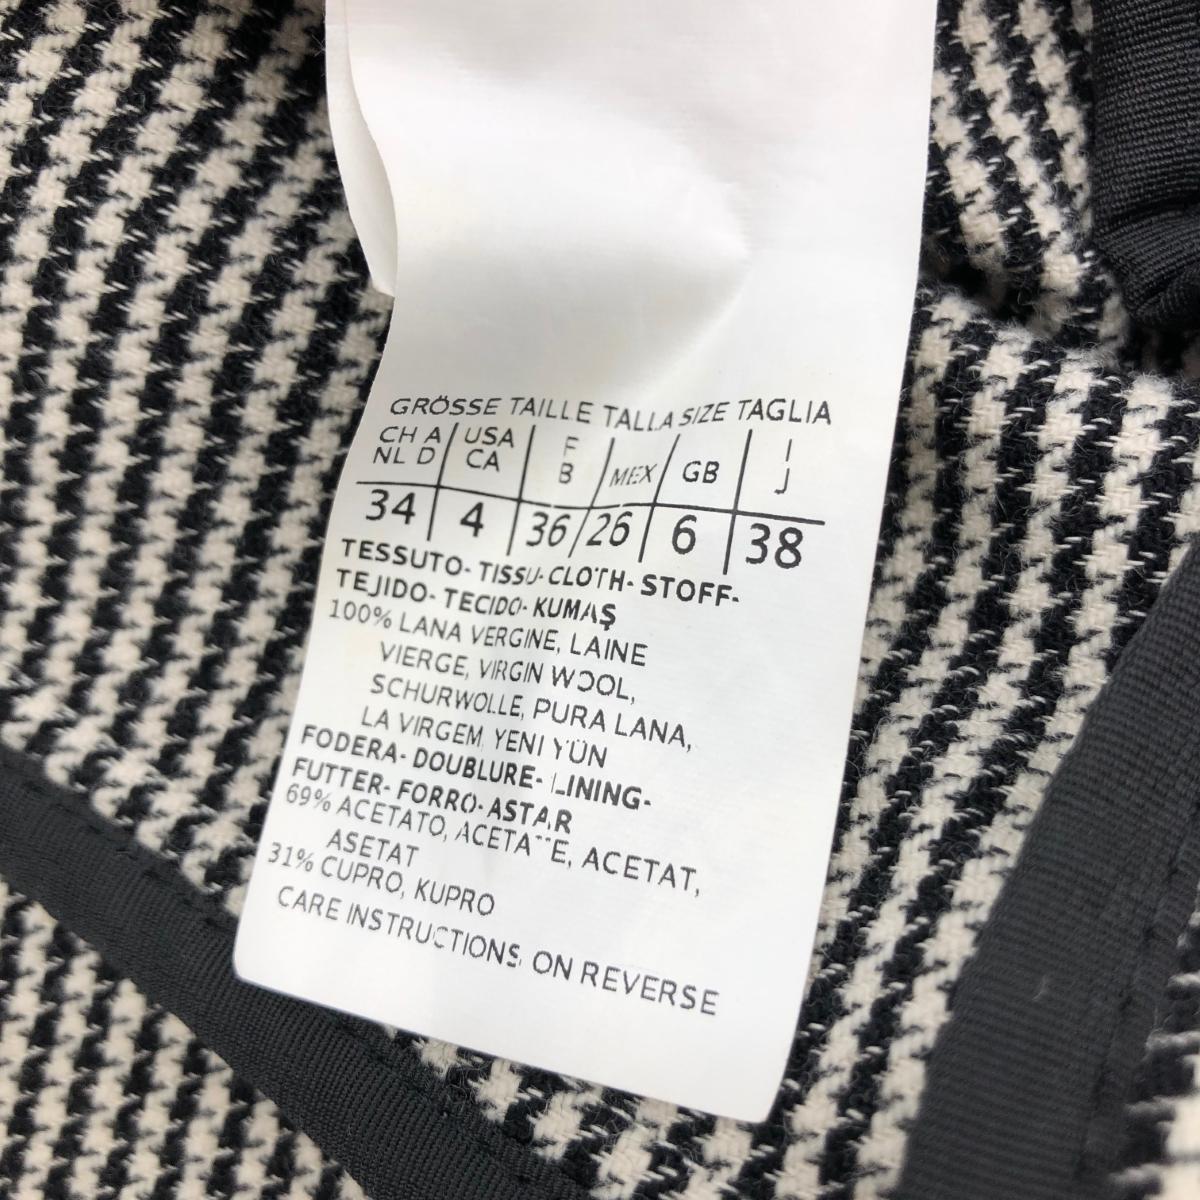 GRÖSSE TAILLE TALLA SIZE TAGLIA
CH A USA F MEX GB I
NL D CA B J
34 4 36 26 6 38
TESSUTO- TISSU- CLOTH- STOFF-
TEJIDO- TECIDO- KUMAŞ
100% LANA VERGINE, LAINE
VIERGE, VIRGIN WOOL,
SCHURWOLLE, PURA LANA,
LA VIRGEM, YENI YÜN
FODERA- DOUBLURE- LINING-
FUTTER- FORRO- ASTAR
69% ACETATO, ACETATE, ACETAT,
ASETAT
31% CUPRO, KUPRO
CARE INSTRUCTIONS ON REVERSE